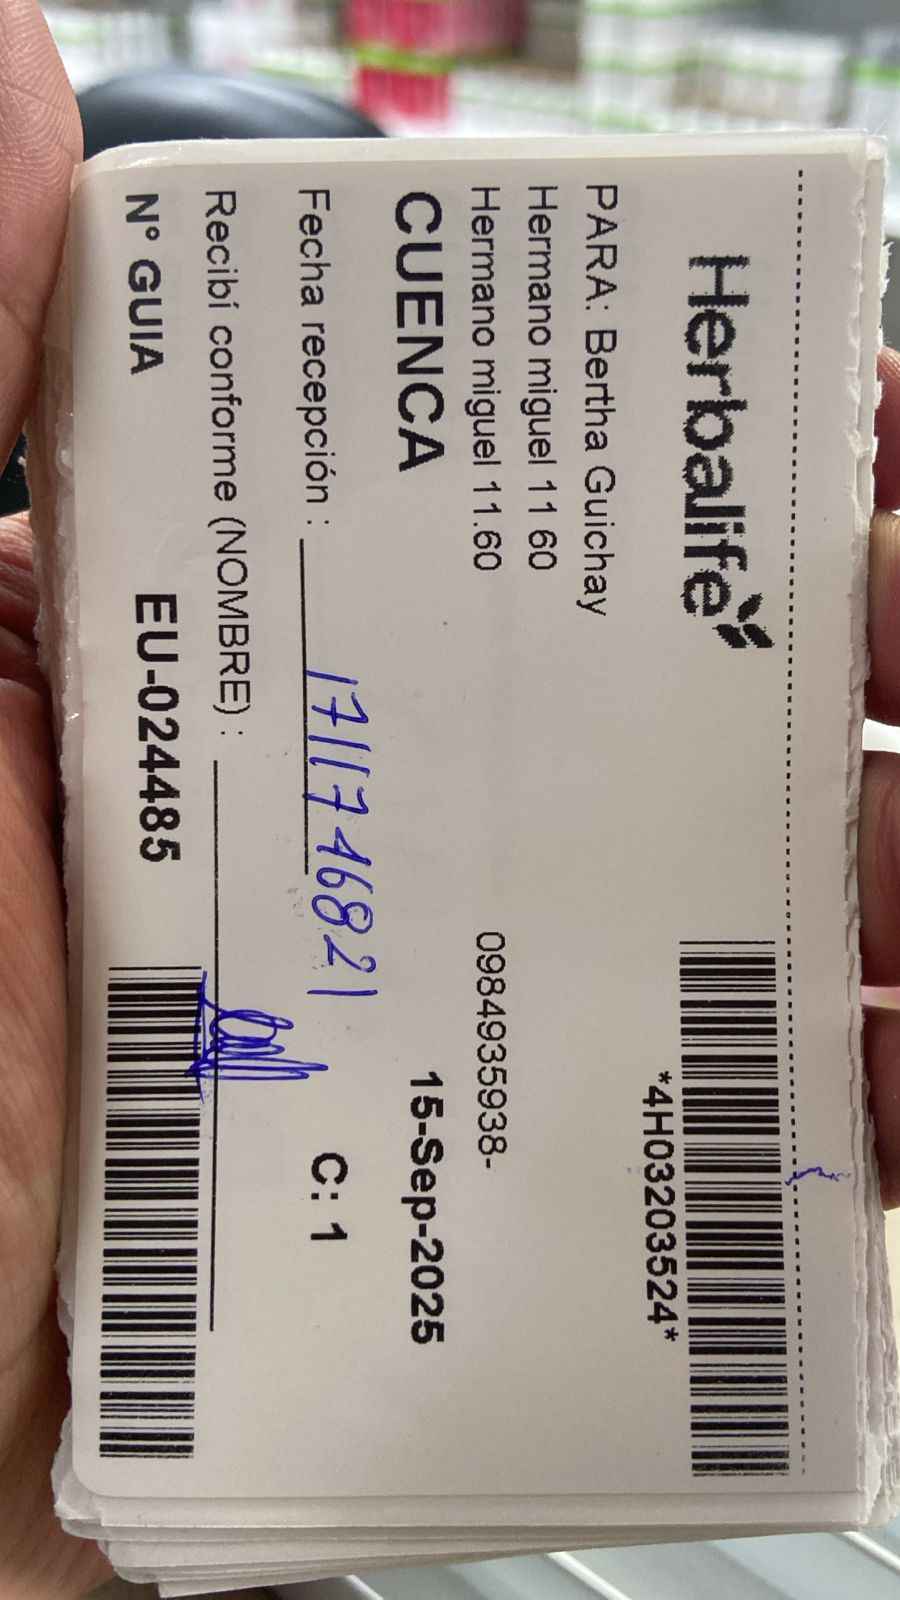 Herbalife
*4H03203524*
PARA: Bertha Guichay
Hermano miguel 11 60
Hermano miguel 11.60 0984935938-
CUENCA 15-Sep-2025
Fecha recepción : 1711746821 C: 1
Recibí conforme (NOMBRE) :
N° GUIA EU-024485